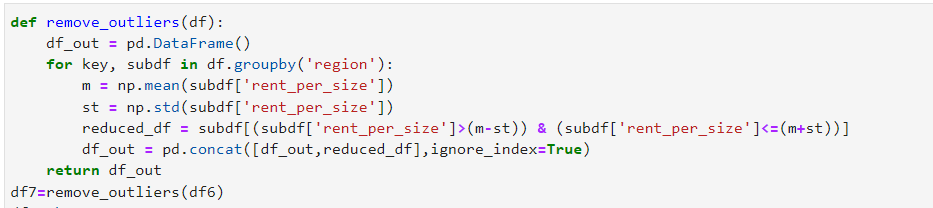 def remove_outliers(df):
    df_out = pd.DataFrame()
    for key, subdf in df.groupby('region'):
        m = np.mean(subdf['rent_per_size'])
        st = np.std(subdf['rent_per_size'])
        reduced_df = subdf[(subdf['rent_per_size']>(m-st)) & (subdf['rent_per_size']<=(m+st))]
        df_out = pd.concat([df_out,reduced_df],ignore_index=True)
    return df_out
df7=remove_outliers(df6)